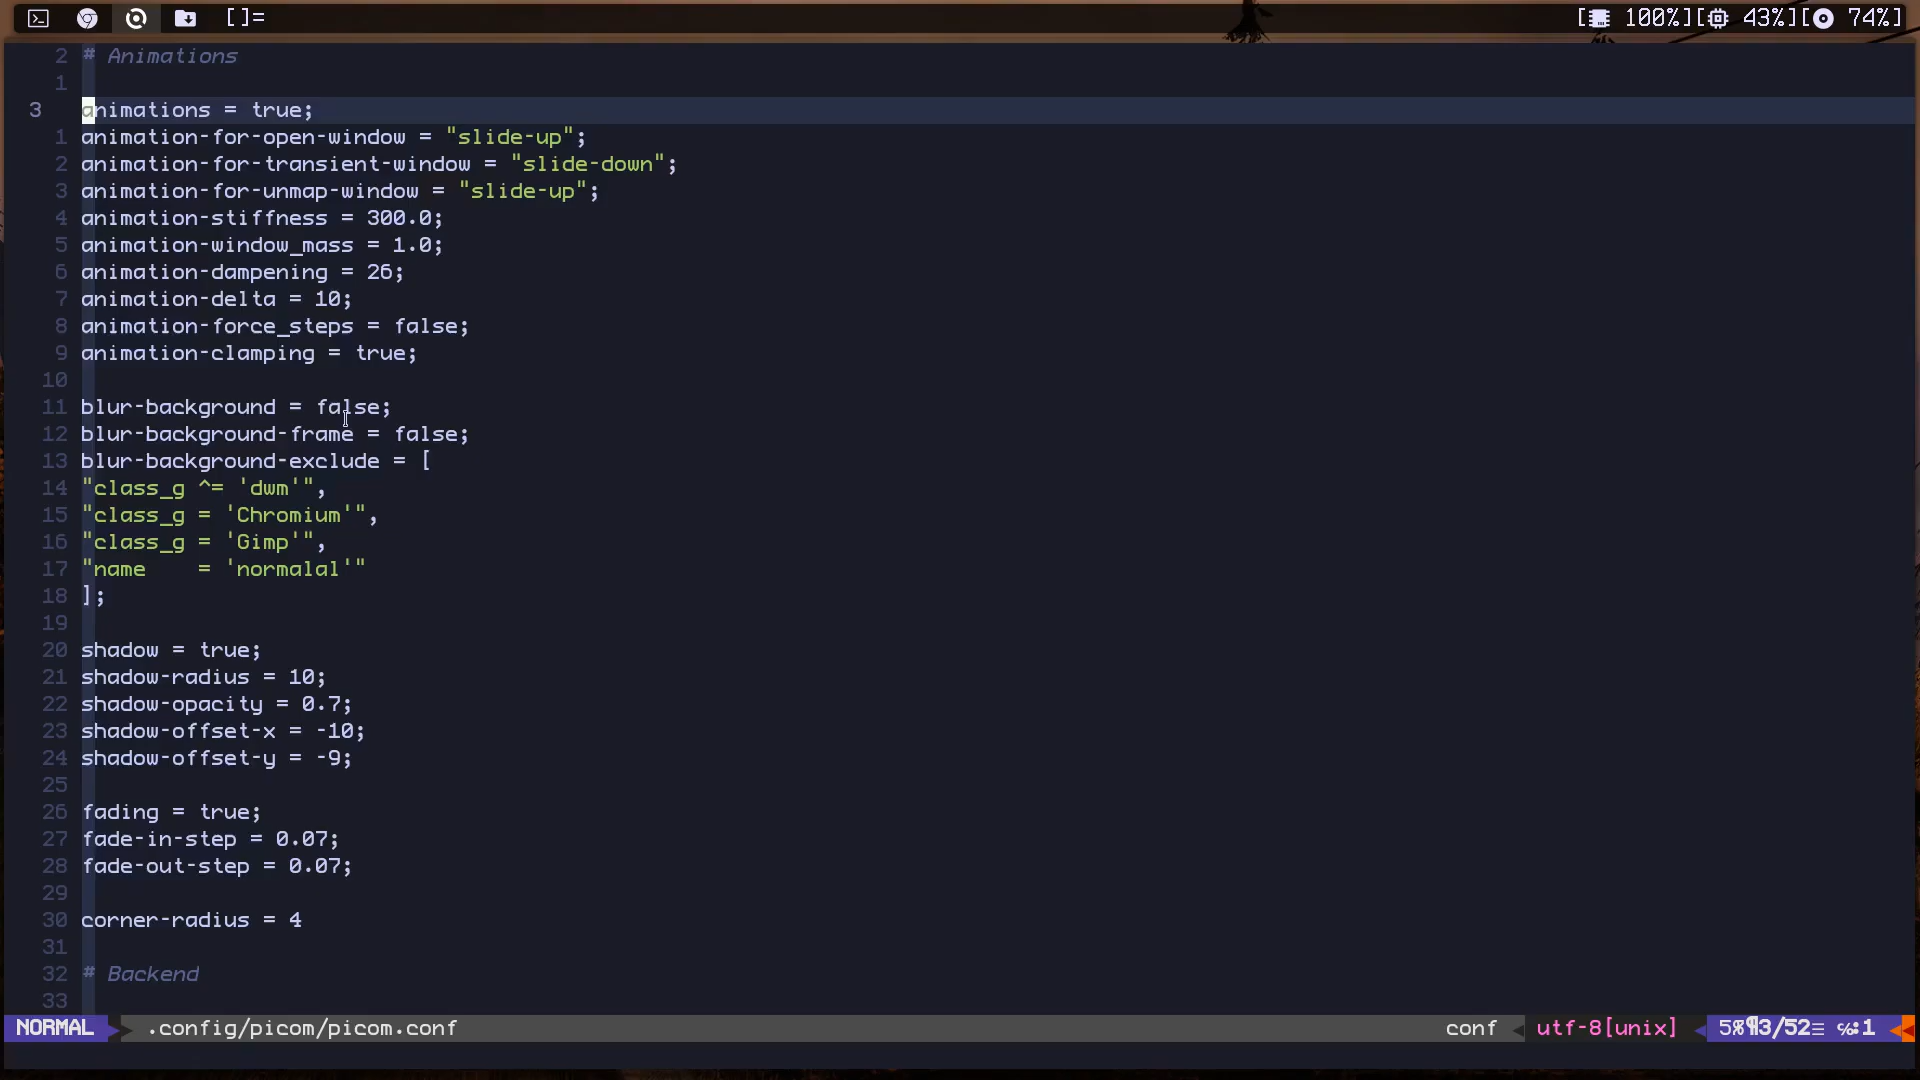 []= [ 100%][ 43%][ 74%]
2 # Animations
1
3 animations = true;
1 animation-for-open-window = "slide-up";
2 animation-for-transient-window = "slide-down";
3 animation-for-unmap-window = "slide-up";
4 animation-stiffness = 300.0;
5 animation-window_mass = 1.0;
6 animation-dampening = 26;
7 animation-delta = 10;
8 animation-force_steps = false;
9 animation-clamping = true;
10
11 blur-background = false;
12 blur-background-frame = false;
13 blur-background-exclude = [
14 "class_g ^= 'dwm'",
15 "class_g = 'Chromium'",
16 "class_g = 'Gimp'",
17 "name    = 'normalal'"
18 ];
19
20 shadow = true;
21 shadow-radius = 10;
22 shadow-opacity = 0.7;
23 shadow-offset-x = -10;
24 shadow-offset-y = -9;
25
26 fading = true;
27 fade-in-step = 0.07;
28 fade-out-step = 0.07;
29
30 corner-radius = 4
31
32 # Backend
33
NORMAL .config/picom/picom.conf conf utf-8[unix] 5%¶3/52≡ ℅:1